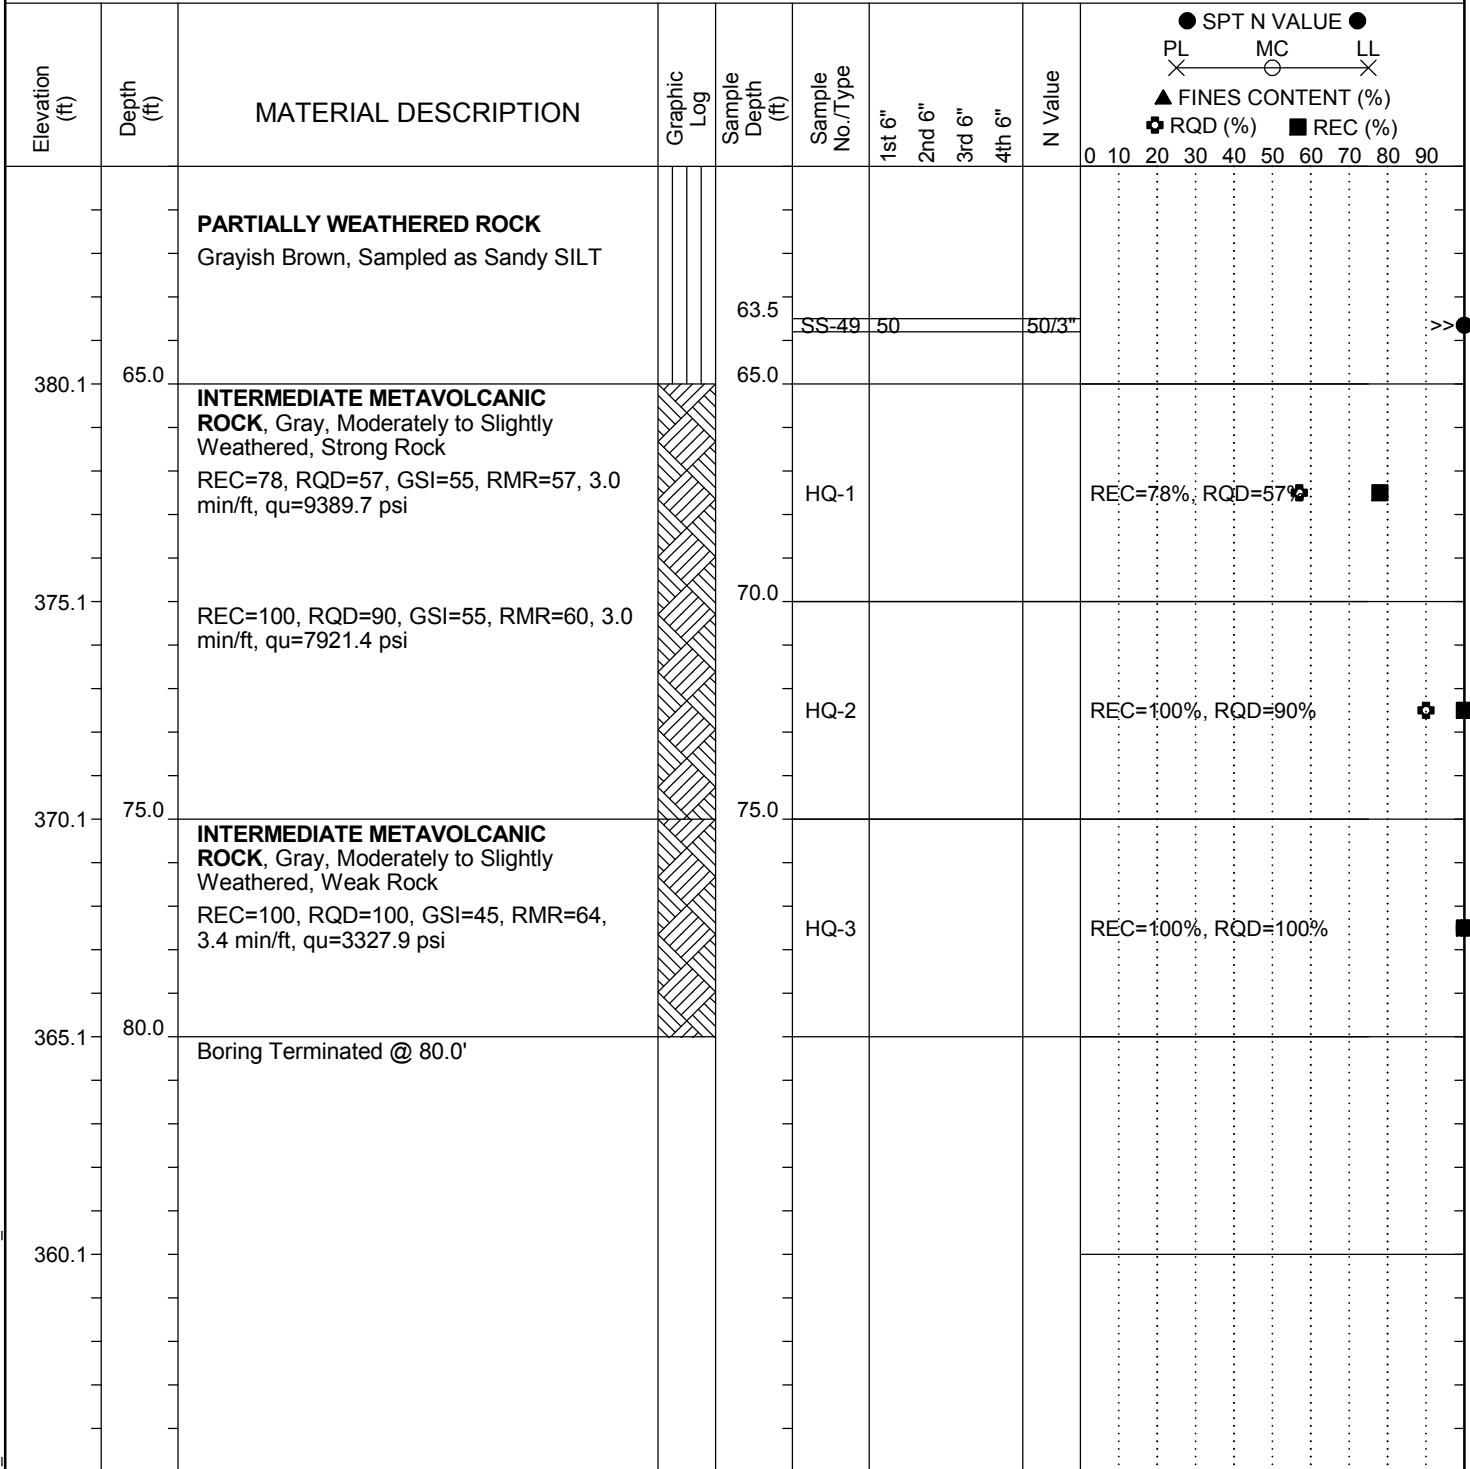 ● SPT N VALUE ●
PL MC LL
▲ FINES CONTENT (%)
RQD (%) ■ REC (%)
Elevation (ft)
Depth (ft)
MATERIAL DESCRIPTION
Graphic Log
Sample Depth (ft)
Sample No./Type
1st 6"
2nd 6"
3rd 6"
4th 6"
N Value
0 10 20 30 40 50 60 70 80 90
PARTIALLY WEATHERED ROCK
Grayish Brown, Sampled as Sandy SILT
63.5
SS-49 50 50/3" >>
380.1 65.0 65.0
INTERMEDIATE METAVOLCANIC
ROCK, Gray, Moderately to Slightly
Weathered, Strong Rock
REC=78, RQD=57, GSI=55, RMR=57, 3.0
min/ft, qu=9389.7 psi
HQ-1 REC=78%, RQD=57%
375.1 70.0
REC=100, RQD=90, GSI=55, RMR=60, 3.0
min/ft, qu=7921.4 psi
HQ-2 REC=100%, RQD=90%
370.1 75.0 75.0
INTERMEDIATE METAVOLCANIC
ROCK, Gray, Moderately to Slightly
Weathered, Weak Rock
REC=100, RQD=100, GSI=45, RMR=64,
3.4 min/ft, qu=3327.9 psi
HQ-3 REC=100%, RQD=100%
365.1 80.0
Boring Terminated @ 80.0'
360.1